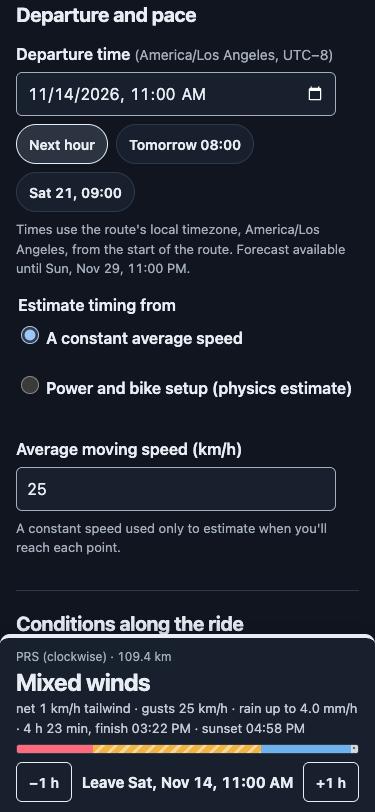 Departure and pace
Departure time (America/Los Angeles, UTC−8)
11/14/2026, 11:00 AM
Next hour
Tomorrow 08:00
Sat 21, 09:00
Times use the route's local timezone, America/Los
Angeles, from the start of the route. Forecast available
until Sun, Nov 29, 11:00 PM.
Estimate timing from
A constant average speed
Power and bike setup (physics estimate)
Average moving speed (km/h)
25
A constant speed used only to estimate when you'll
reach each point.
Conditions along the ride
PRS (clockwise) · 109.4 km
Mixed winds
net 1 km/h tailwind · gusts 25 km/h · rain up to 4.0 mm/h
· 4 h 23 min, finish 03:22 PM · sunset 04:58 PM
−1 h
Leave Sat, Nov 14, 11:00 AM
+1 h